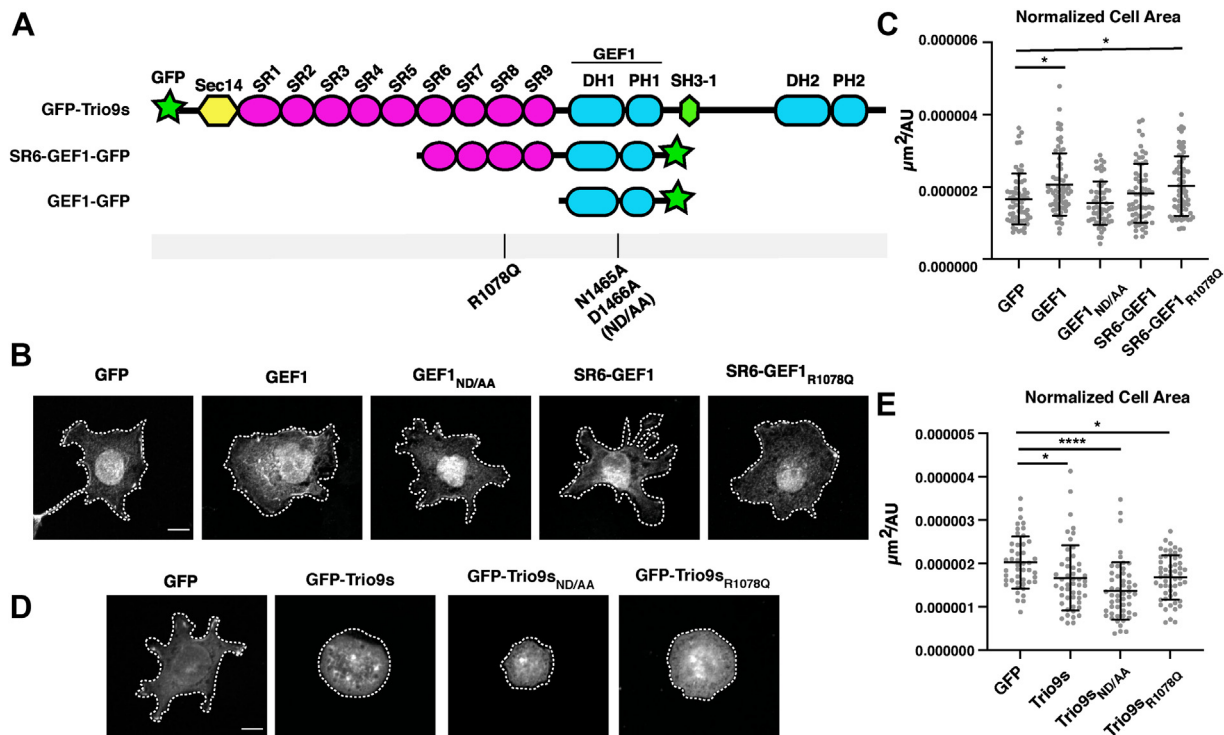 A
GFP
Sec14
SR1
SR2
SR3
SR4
SR5
SR6
SR7
SR8
SR9
GEF1
DH1
PH1
SH3-1
DH2
PH2
GFP-Trio9s
SR6-GEF1-GFP
GEF1-GFP
R1078Q
N1465A
D1466A
(ND/AA)
B
GFP
GEF1
GEF1ND/AA
SR6-GEF1
SR6-GEF1R1078Q
D
GFP
GFP-Trio9s
GFP-Trio9sND/AA
GFP-Trio9sR1078Q
C
Normalized Cell Area
µm2/AU
0.000006
0.000004
0.000002
0.000000
*
*
GFP
GEF1
GEF1ND/AA
SR6-GEF1
SR6-GEF1R1078Q
E
Normalized Cell Area
µm2/AU
0.000005
0.000004
0.000003
0.000002
0.000001
0.000000
*
****
*
GFP
Trio9s
Trio9sND/AA
Trio9sR1078Q